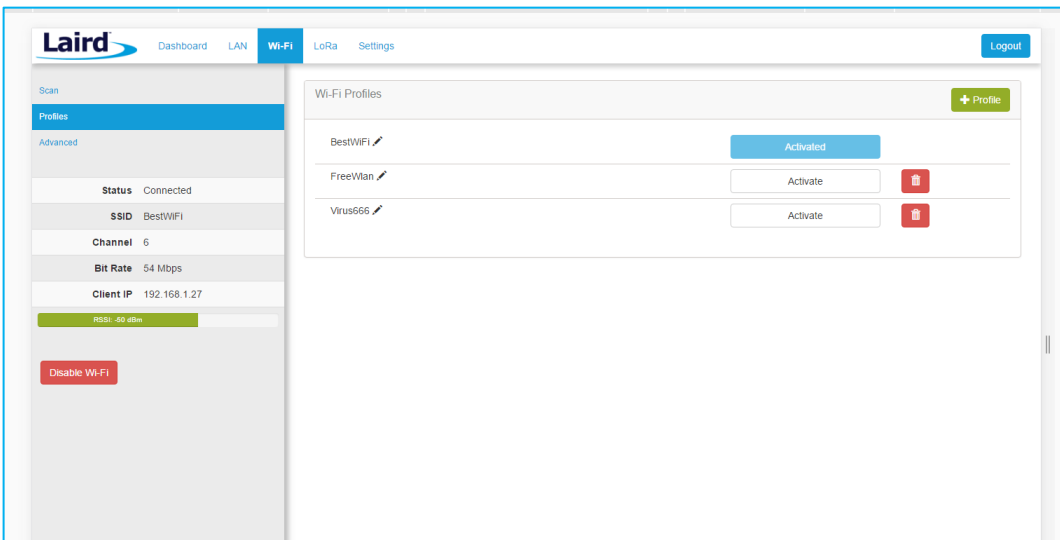 Laird
Dashboard LAN Wi-Fi LoRa Settings Logout
Scan
Profiles
Advanced
Status Connected
SSID BestWiFi
Channel 6
Bit Rate 54 Mbps
Client IP 192.168.1.27
RSSI: -50 dBm
Disable Wi-Fi
Wi-Fi Profiles + Profile
BestWiFi Activated
FreeWlan Activate
Virus666 Activate